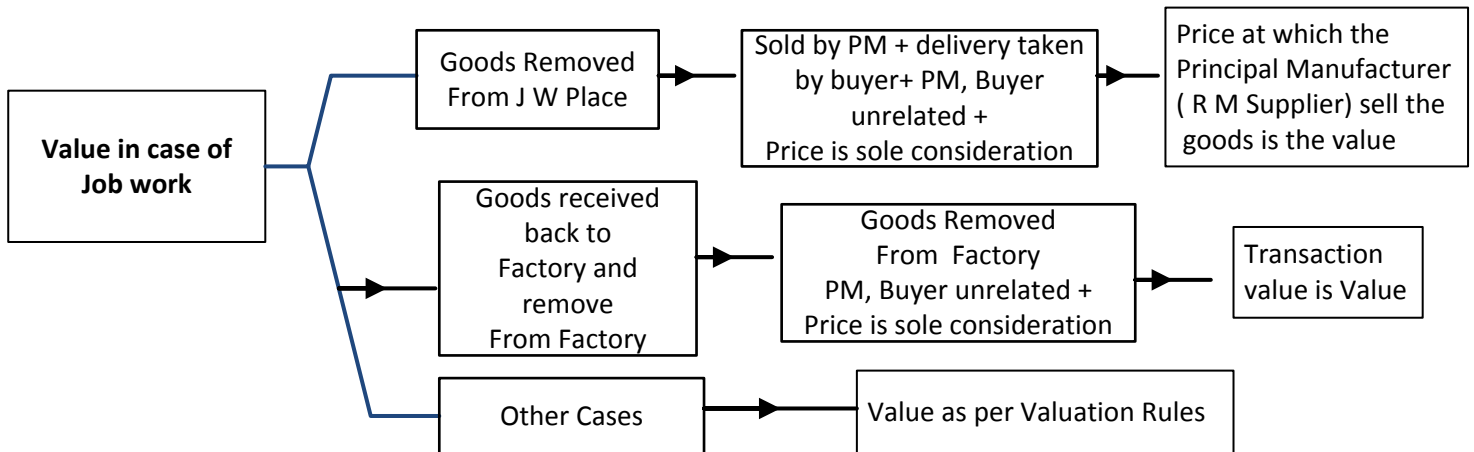 Value in case of
Job work
Goods Removed
From J W Place
Sold by PM + delivery taken
by buyer+ PM, Buyer
unrelated +
Price is sole consideration
Price at which the
Principal Manufacturer
( R M Supplier) sell the
goods is the value
Goods received
back to
Factory and
remove
From Factory
Goods Removed
From Factory
PM, Buyer unrelated +
Price is sole consideration
Transaction
value is Value
Other Cases
Value as per Valuation Rules